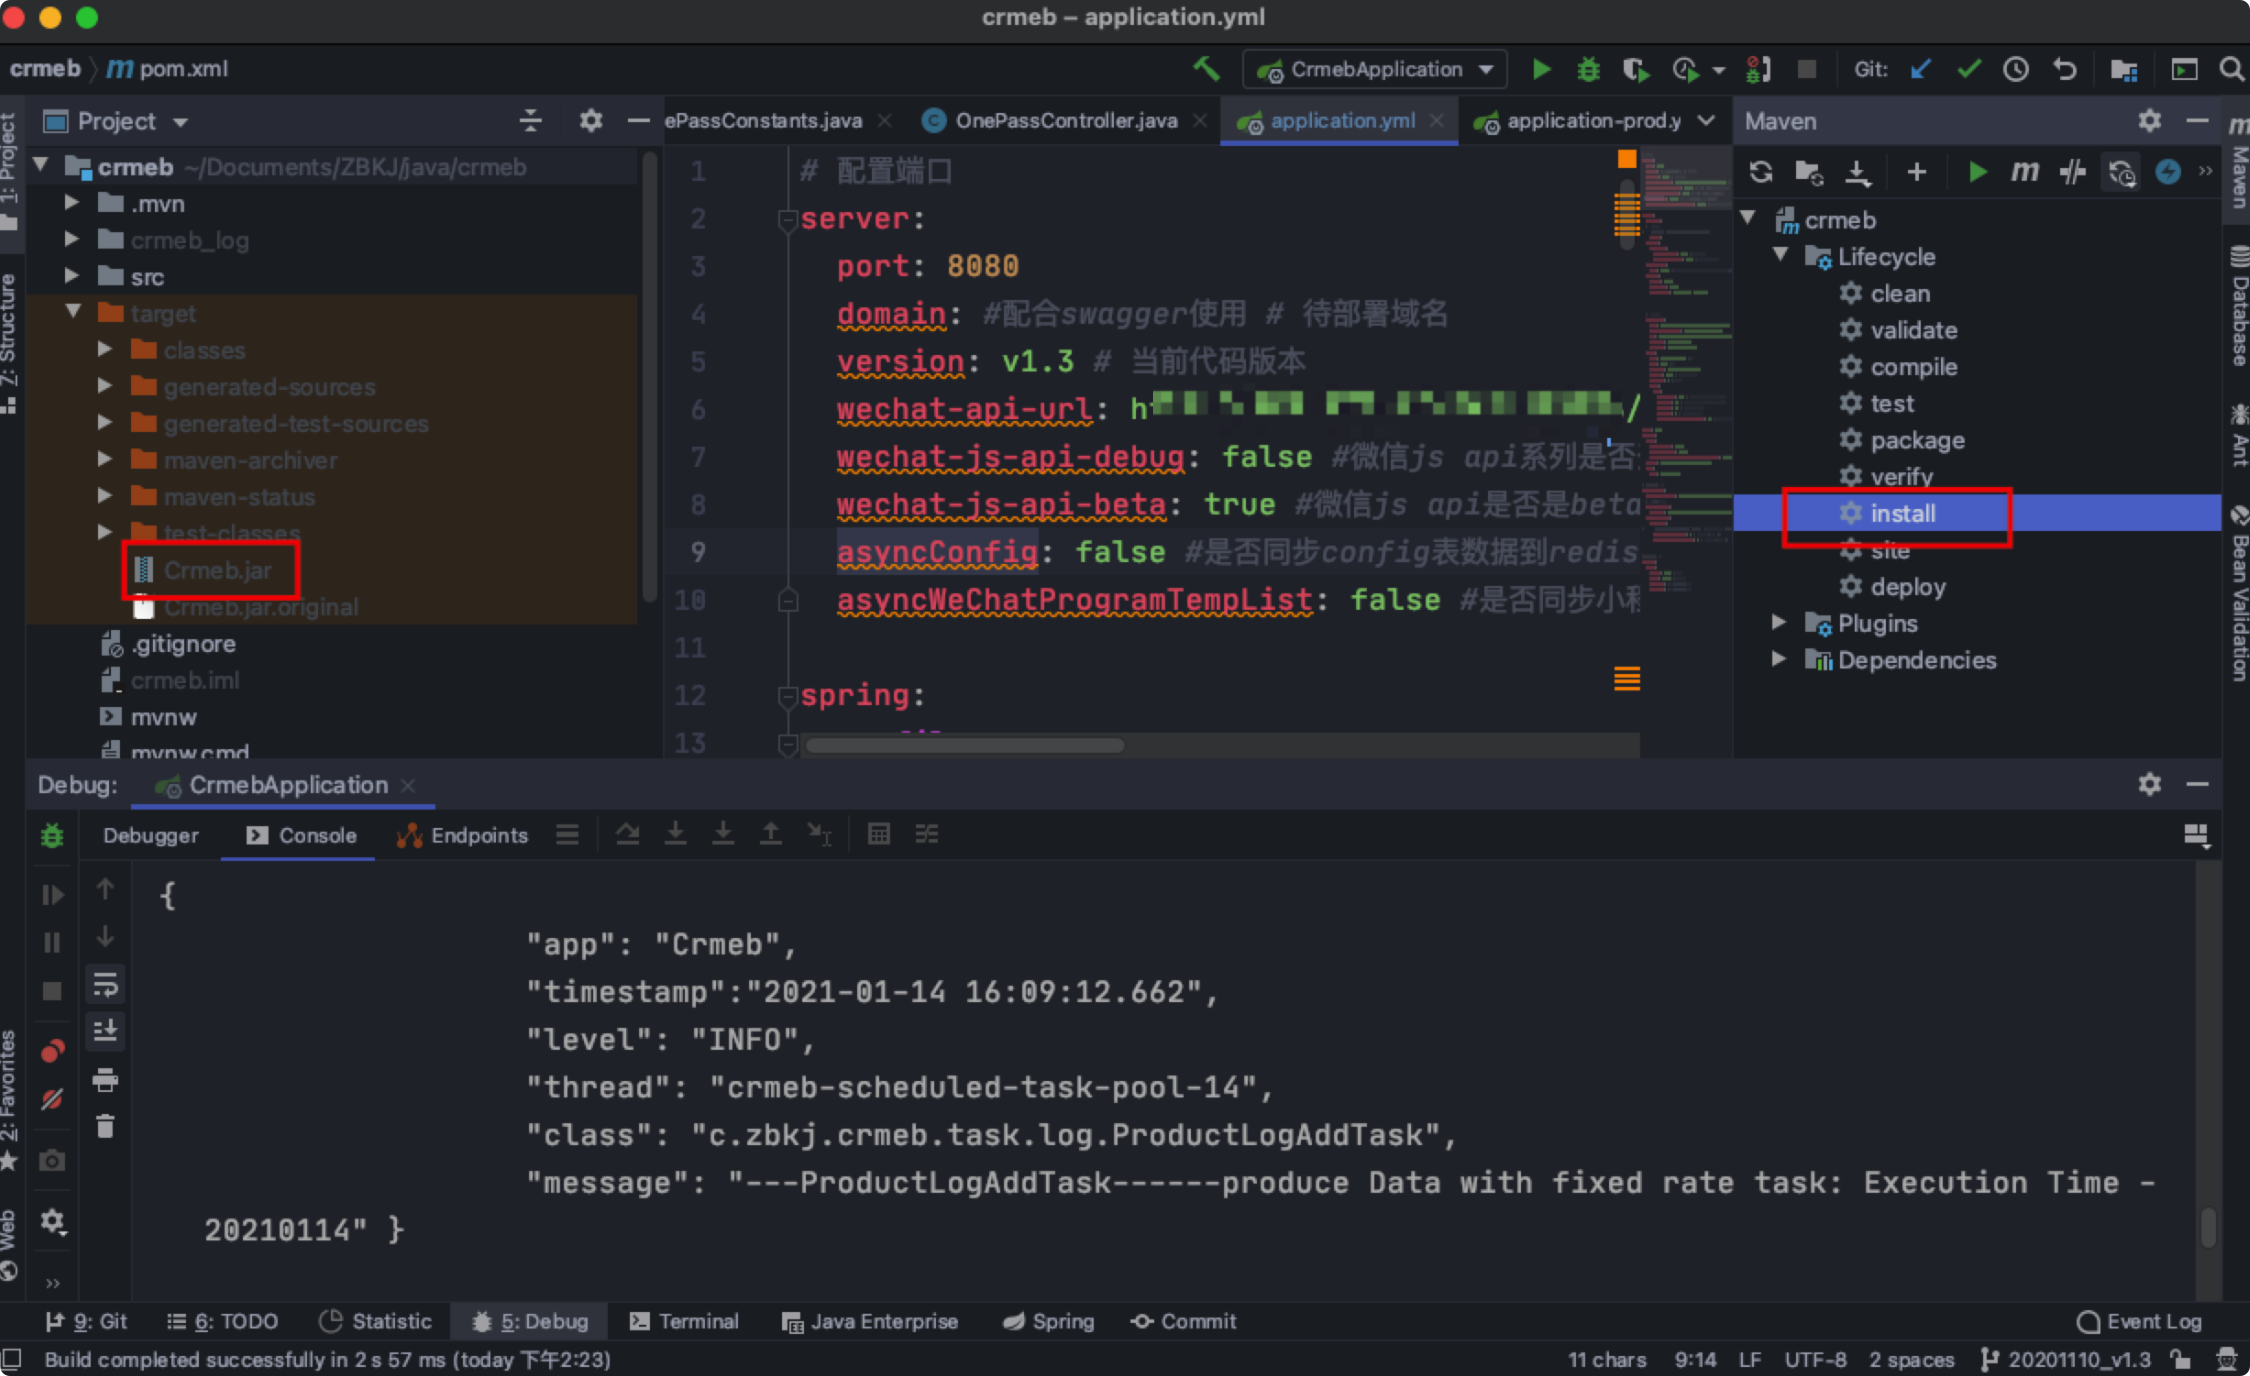 crmeb – application.yml
crmeb
pom.xml
CrmebApplication
Git:
1: Project
Z: Structure
2: Favorites
Web
Project
ePassConstants.java
OnePassController.java
application.yml
application-prod.y
Maven
crmeb ~/Documents/ZBKJ/java/crmeb
.mvn
crmeb_log
src
target
classes
generated-sources
generated-test-sources
maven-archiver
maven-status
test-classes
Crmeb.jar
Crmeb.jar.original
.gitignore
crmeb.iml
mvnw
mvnw.cmd
1 # 配置端口
2 server:
3 port: 8080
4 domain: #配合swagger使用 # 待部署域名
5 version: v1.3 # 当前代码版本
6 wechat-api-url: h
7 wechat-js-api-debug: false #微信js api系列是否
8 wechat-js-api-beta: true #微信js api是否是beta
9 asyncConfig: false #是否同步config表数据到redis
10 asyncWeChatProgramTempList: false #是否同步小程
11
12 spring:
13
crmeb
Lifecycle
clean
validate
compile
test
package
verify
install
site
deploy
Plugins
Dependencies
Maven
Database
Ant
Bean Validation
Debug:
CrmebApplication
Debugger
Console
Endpoints
{
"app": "Crmeb",
"timestamp":"2021-01-14 16:09:12.662",
"level": "INFO",
"thread": "crmeb-scheduled-task-pool-14",
"class": "c.zbkj.crmeb.task.log.ProductLogAddTask",
"message": "---ProductLogAddTask------produce Data with fixed rate task: Execution Time -
20210114" }
9: Git
6: TODO
Statistic
5: Debug
Terminal
Java Enterprise
Spring
Commit
Event Log
Build completed successfully in 2 s 57 ms (today 下午2:23)
11 chars
9:14
LF
UTF-8
2 spaces
20201110_v1.3